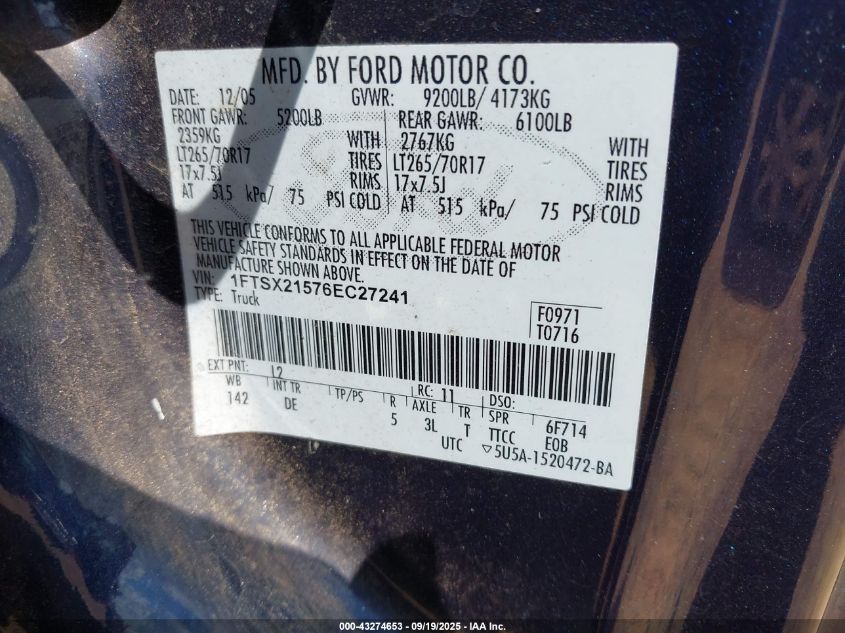 MFD. BY FORD MOTOR CO.
DATE: 12/05 GVWR: 9200LB/ 4173KG
FRONT GAWR: 5200LB REAR GAWR: 6100LB
2359KG WITH 2767KG WITH
LT265/70R17 TIRES LT265/70R17 TIRES
17x7.5J RIMS 17x7.5J RIMS
AT 515 kPa/ 75 PSI COLD AT 515 kPa/ 75 PSI COLD
THIS VEHICLE CONFORMS TO ALL APPLICABLE FEDERAL MOTOR
VEHICLE SAFETY STANDARDS IN EFFECT ON THE DATE OF
MANUFACTURE SHOWN ABOVE.
VIN: 1FTSX21576EC27241
TYPE: Truck
F0971
T0716
EXT PNT: L2 RC: 11 DSO:
WB INT TR TP/PS R AXLE TR SPR 6F714
142 DE 5 3L T TTCC EOB
UTC ▽5U5A-1520472-BA
000-43274653 - 09/19/2025 - IAA Inc.